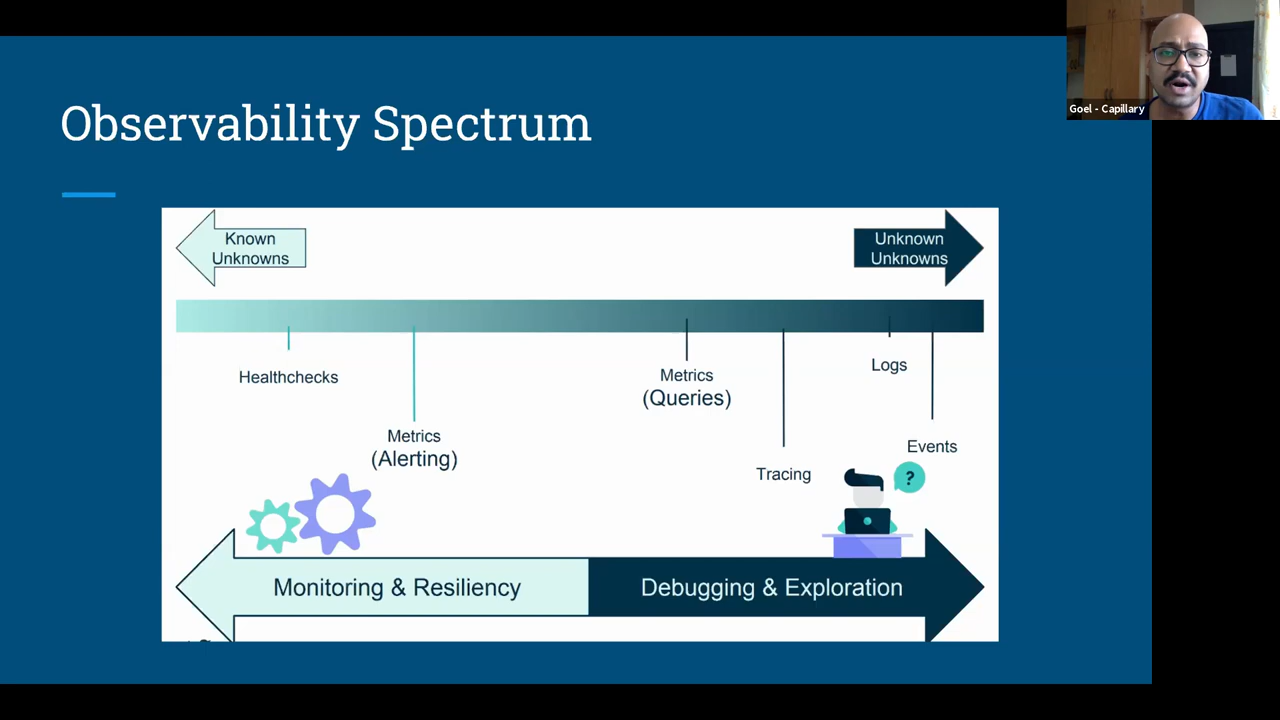 Goel - Capillary
Observability Spectrum
Known
Unknowns
Unknown
Unknowns
Healthchecks
Metrics
(Alerting)
Metrics
(Queries)
Tracing
Logs
Events
?
Monitoring & Resiliency
Debugging & Exploration